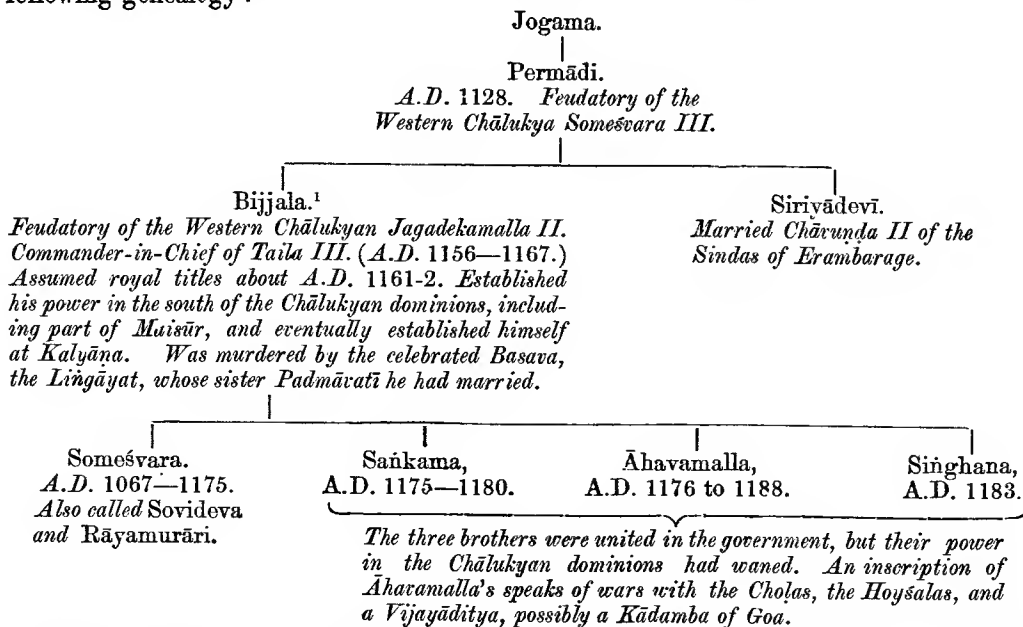 following genealogy :
Jogama.
Permādi.
A.D. 1128. Feudatory of the
Western Chālukya Someśvara III.
Bijjala.¹
Feudatory of the Western Chālukyan Jagadekamalla II.
Commander-in-Chief of Taila III. (A.D. 1156—1167.)
Assumed royal titles about A.D. 1161-2. Established
his power in the south of the Chālukyan dominions, includ-
ing part of Maisūr, and eventually established himself
at Kalyāṇa. Was murdered by the celebrated Basava,
the Liṅgāyat, whose sister Padmāvatī he had married.
Siriyādevī.
Married Chāvuṇḍa II of the
Sindas of Erambarage.
Someśvara.
A.D. 1067—1175.
Also called Sovideva
and Rāyamurāri.
Saṅkama,
A.D. 1175—1180.
Āhavamalla,
A.D. 1176 to 1188.
Siṅghana,
A.D. 1183.
The three brothers were united in the government, but their power
in the Chālukyan dominions had waned. An inscription of
Āhavamalla's speaks of wars with the Cholas, the Hoyśalas, and
a Vijayāditya, possibly a Kādamba of Goa.